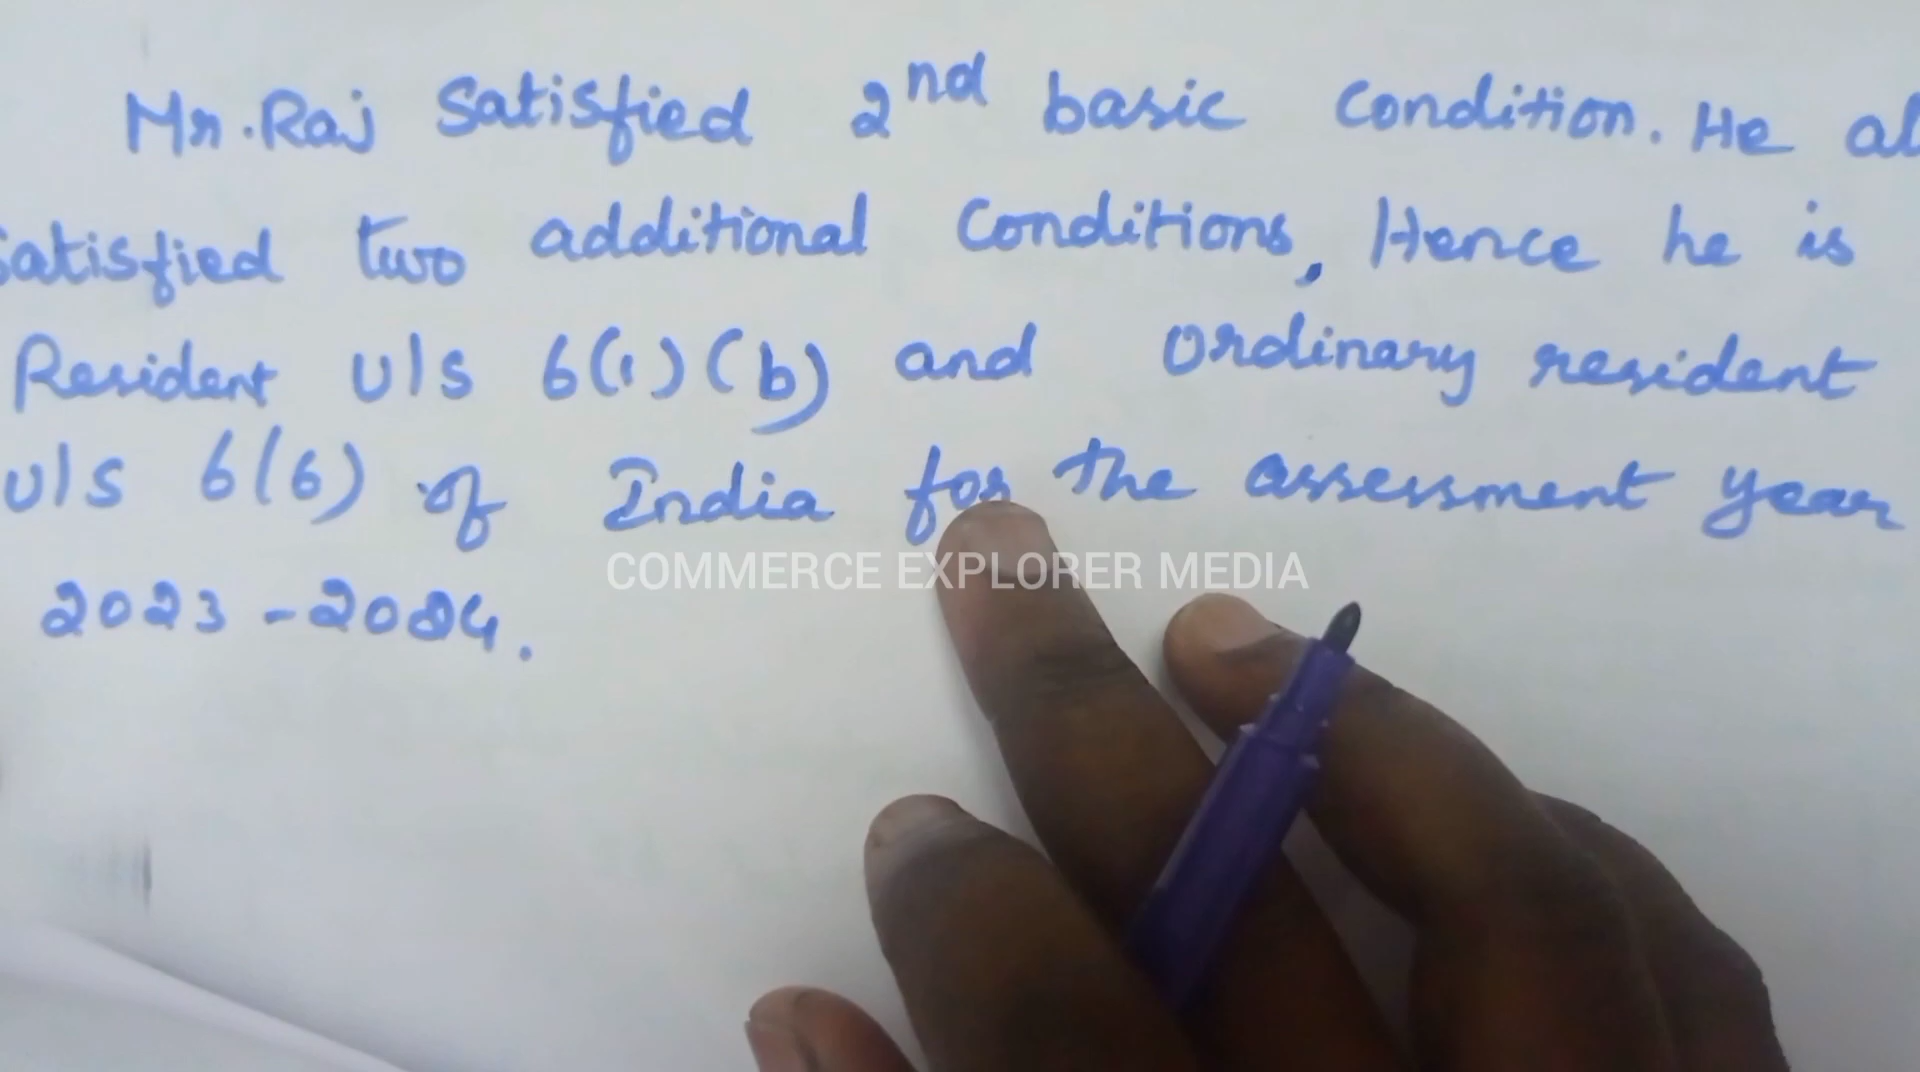 Mr. Raj Satisfied 2nd basic Condition. He al
Satisfied two additional Conditions, Hence he is
Resident U/S 6(1)(b) and Ordinary resident
U/S 6(6) of India for the assessment year
COMMERCE EXPLORER MEDIA
2023-2024.